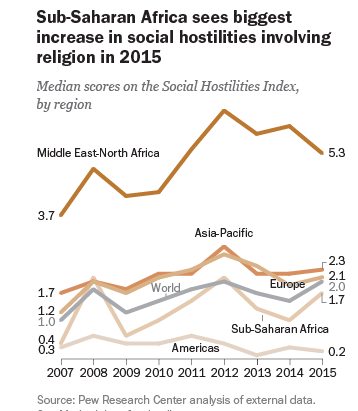 Sub-Saharan Africa sees biggest
increase in social hostilities involving
religion in 2015
Median scores on the Social Hostilities Index,
by region
Middle East-North Africa
5.3
3.7
Asia-Pacific
2.3
1.7
World
Europe
2.1
2.0
1.2
1.7
1.0
Sub-Saharan Africa
0.4
Americas
0.3
0.2
2007 2008 2009 2010 2011 2012 2013 2014 2015
Source: Pew Research Center analysis of external data.